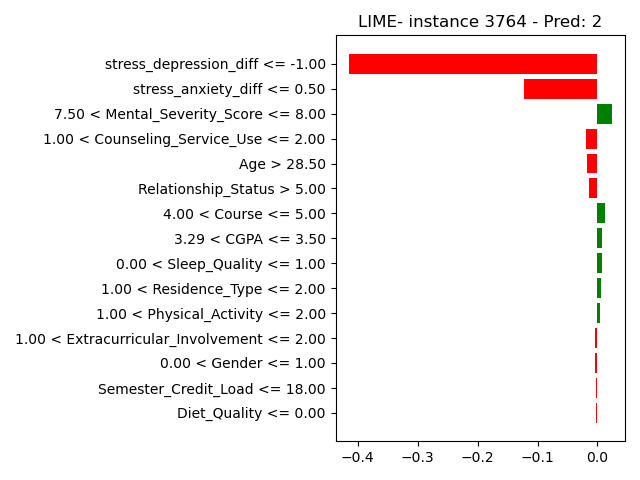 LIME- instance 3764 - Pred: 2
stress_depression_diff <= -1.00
stress_anxiety_diff <= 0.50
7.50 < Mental_Severity_Score <= 8.00
1.00 < Counseling_Service_Use <= 2.00
Age > 28.50
Relationship_Status > 5.00
4.00 < Course <= 5.00
3.29 < CGPA <= 3.50
0.00 < Sleep_Quality <= 1.00
1.00 < Residence_Type <= 2.00
1.00 < Physical_Activity <= 2.00
1.00 < Extracurricular_Involvement <= 2.00
0.00 < Gender <= 1.00
Semester_Credit_Load <= 18.00
Diet_Quality <= 0.00
−0.4 −0.3 −0.2 −0.1 0.0